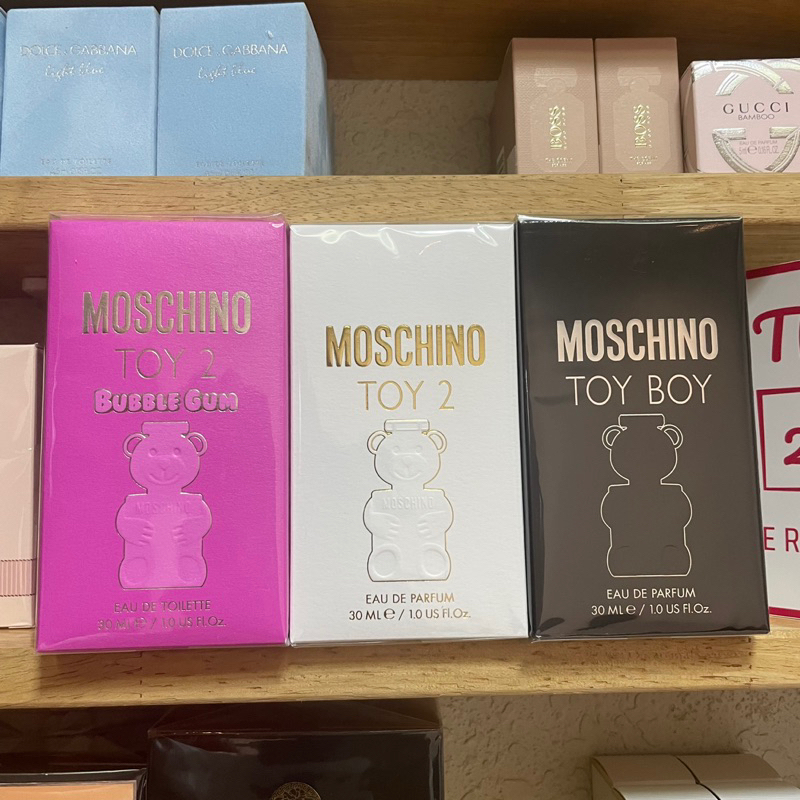 DOLCE & GABBANA
light blue
DOLCE & GABBANA
light blue
BOSS
BOSS
GUCCI
BAMBOO
EAU DE PARFUM
MOSCHINO
TOY 2
BUBBLE GUM
MOSCHINO
EAU DE TOILETTE
30 ML e / 1.0 US Fl.Oz.
MOSCHINO
TOY 2
MOSCHINO
EAU DE PARFUM
30 ML e / 1.0 US Fl.Oz.
MOSCHINO
TOY BOY
EAU DE PARFUM
30 ML e / 1.0 US Fl.Oz.